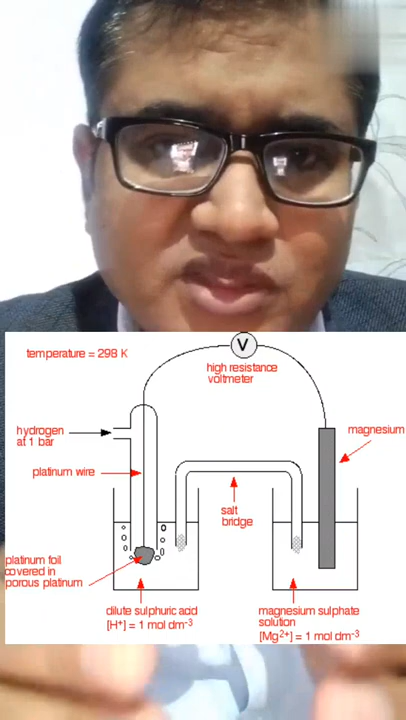 temperature = 298 K
V
high resistance
voltmeter
hydrogen
at 1 bar
magnesium
platinum wire
salt
bridge
platinum foil
covered in
porous platinum
dilute sulphuric acid
[H⁺] = 1 mol dm⁻³
magnesium sulphate
solution
[Mg²⁺] = 1 mol dm⁻³